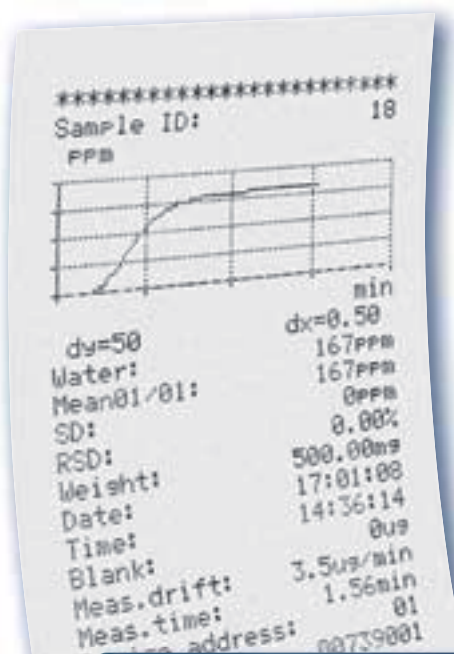 ***********************
Sample ID: 18
ppm
min
dy=50 dx=0.50
Water: 167ppm
Mean01/01: 167ppm
SD: 0ppm
RSD: 0.00%
Weight: 500.00mg
Date: 17:01:08
Time: 14:36:14
Blank: 0ug
Meas.drift: 3.5ug/min
Meas.time: 1.56min
address: 01
00739001